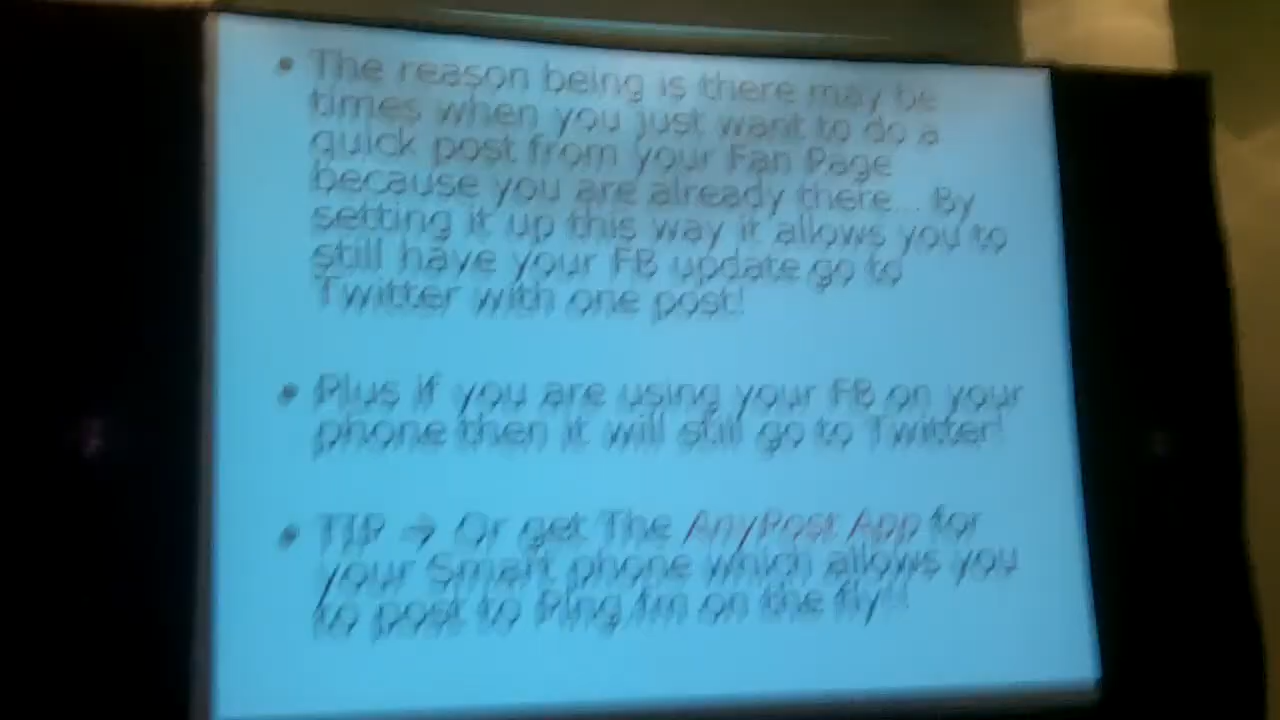 • The reason being is there may be
times when you just want to do a
quick post from your Fan Page
because you are already there... By
setting it up this way it allows you to
still have your FB update go to
Twitter with one post!
• Plus if you are using your FB on your
phone then it will still go to Twitter!
• TIP → Or get The AnyPost App for
your Smart phone which allows you
to post to Ping.fm on the fly!!